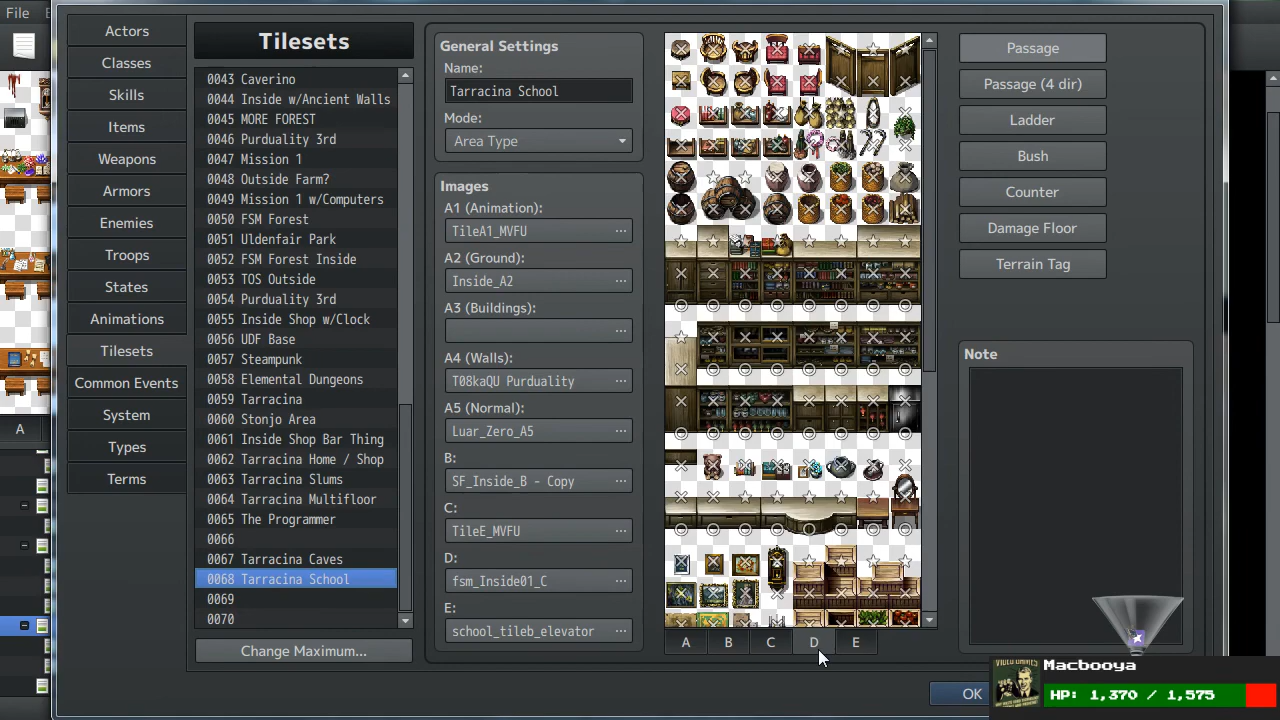 File
Actors
Classes
Skills
Items
Weapons
Armors
Enemies
Troops
States
Animations
Tilesets
Common Events
System
Types
Terms
A
Tilesets
0043 Caverino
0044 Inside w/Ancient Walls
0045 MORE FOREST
0046 Purduality 3rd
0047 Mission 1
0048 Outside Farm?
0049 Mission 1 w/Computers
0050 FSM Forest
0051 Uldenfair Park
0052 FSM Forest Inside
0053 TOS Outside
0054 Purduality 3rd
0055 Inside Shop w/Clock
0056 UDF Base
0057 Steampunk
0058 Elemental Dungeons
0059 Tarracina
0060 Stonjo Area
0061 Inside Shop Bar Thing
0062 Tarracina Home / Shop
0063 Tarracina Slums
0064 Tarracina Multifloor
0065 The Programmer
0066
0067 Tarracina Caves
0068 Tarracina School
0069
0070
Change Maximum...
General Settings
Name:
Tarracina School
Mode:
Area Type
Images
A1 (Animation):
TileA1_MVFU ...
A2 (Ground):
Inside_A2 ...
A3 (Buildings):
...
A4 (Walls):
T08kaQU Purduality ...
A5 (Normal):
Luar_Zero_A5 ...
B:
SF_Inside_B - Copy ...
C:
TileE_MVFU ...
D:
fsm_Inside01_C ...
E:
school_tileb_elevator ...
A B C D E
Passage
Passage (4 dir)
Ladder
Bush
Counter
Damage Floor
Terrain Tag
Note
OK
Macbooya
HP: 1,370 / 1,575